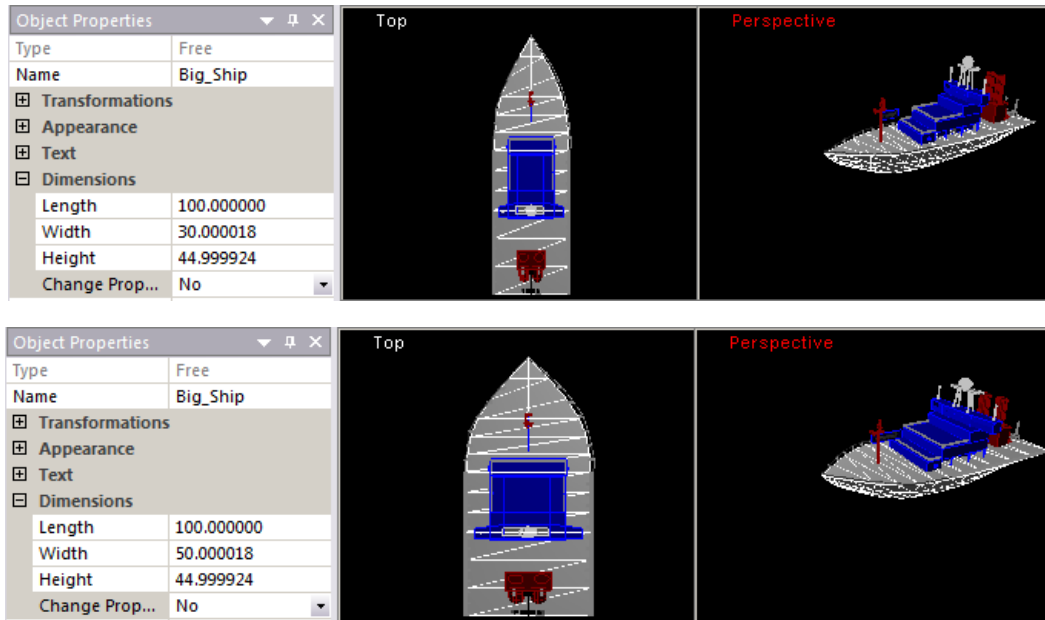 Object Properties
Type Free
Name Big_Ship
Transformations
Appearance
Text
Dimensions
Length 100.000000
Width 30.000018
Height 44.999924
Change Prop... No
Top
Perspective
Object Properties
Type Free
Name Big_Ship
Transformations
Appearance
Text
Dimensions
Length 100.000000
Width 50.000018
Height 44.999924
Change Prop... No
Top
Perspective